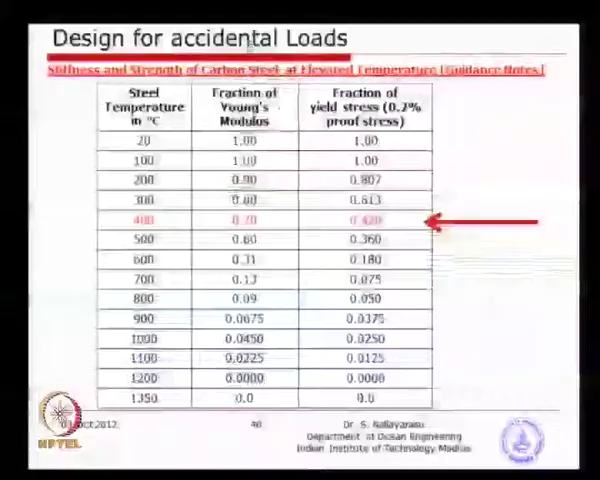 Design for accidental Loads
Stiffness and Strength of Carbon Steel at Elevated Temperature [Guidance Notes]
Steel Temperature in °C Fraction of Young's Modulus Fraction of yield stress (0.2% proof stress)
20 1.00 1.00
100 1.00 1.00
200 0.90 0.807
300 0.80 0.613
400 0.70 0.420
500 0.60 0.360
600 0.31 0.180
700 0.13 0.075
800 0.09 0.050
900 0.0675 0.0375
1000 0.0450 0.0250
1100 0.0225 0.0125
1200 0.0000 0.0000
1350 0.0 0.0
2012 40 Dr. S. Nallayarasu
Department of Ocean Engineering
Indian Institute of Technology Madras
NPTEL